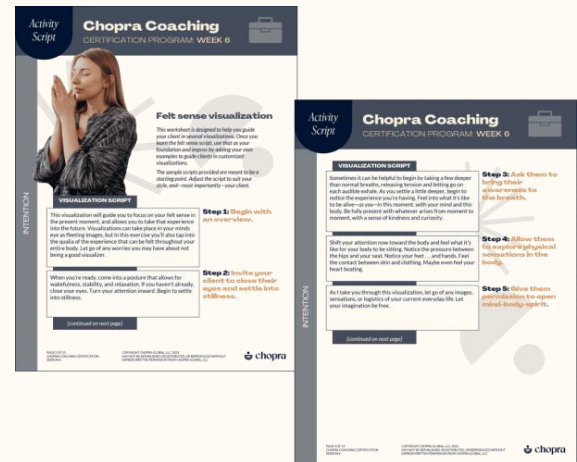 Activity
Script
Chopra Coaching
CERTIFICATION PROGRAM: WEEK 6
Felt sense visualization
This worksheet is designed to help you guide
your client in several visualizations. Once you
learn the felt sense script, use that as your
foundation and improv by adding your own
examples to guide clients in customized
visualizations.
The sample scripts provided are meant to be a
starting point. Adjust the script to suit your
style, and—most importantly—your client.
VISUALIZATION SCRIPT
This visualization will guide you to focus on your felt sense in
the present moment, and allows you to take that experience
into the future. Visualizations can take place in your minds
eye as fleeting images, but in this exercise you'll also tap into
the qualia of the experience that can be felt throughout your
entire body. Let go of any worries you may have about not
being a good visualizer.
Step 1: Begin with
an overview.
When you're ready, come into a posture that allows for
wakefulness, stability, and relaxation. If you haven't already,
close your eyes. Turn your attention inward. Begin to settle
into stillness.
Step 2: Invite your
client to close their
eyes and settle into
stillness.
[continued on next page]
INTENTION
CHOPRA COACHING CERTIFICATION
COPYRIGHT CHOPRA GLOBAL, LLC, 2023
chopra
Activity
Script
Chopra Coaching
CERTIFICATION PROGRAM: WEEK 6
VISUALIZATION SCRIPT
Sometimes it can be helpful to begin by taking a few deeper
than normal breaths, releasing tension and letting go on
each audible exhale. As you settle a little deeper, begin to
notice the experience you're having. Feel into what it's like
to be alive—as you—in this moment, with your mind and this
body. Be fully present with whatever arises from moment to
moment, with a sense of kindness and curiosity.
Step 3: Ask them to
bring their
awareness to
the breath.
Shift your attention now toward the body and feel what it's
like for your body to be sitting. Notice the pressure between
the hips and your seat. Notice your feet. . . .and hands. Feel
the contact between skin and clothing. Maybe even feel your
heart beating.
Step 4: Allow them
to explore physical
sensations in the
body.
As I take you through this visualization, let go of any images,
sensations, or logistics of your current everyday life. Let
your imagination be free.
Step 5: Give them
permission to open
mind-body-spirit.
[continued on next page]
INTENTION
CHOPRA COACHING CERTIFICATION
COPYRIGHT CHOPRA GLOBAL, LLC, 2023
chopra